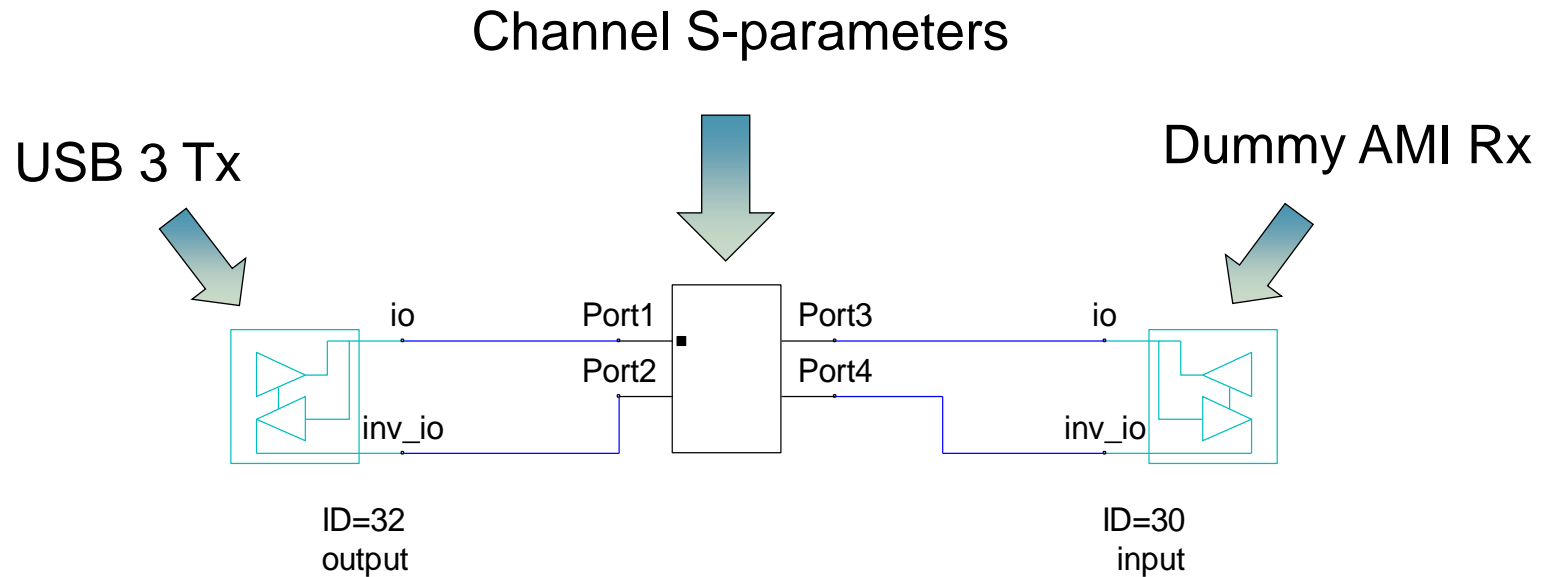 Channel S-parameters
USB 3 Tx
Dummy AMI Rx
io
Port1
Port3
io
Port2
Port4
inv_io
inv_io
ID=32
output
ID=30
input